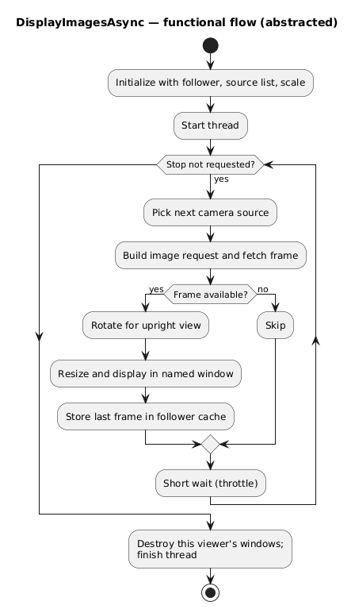 DisplayImagesAsync — functional flow (abstracted)
Initialize with follower, source list, scale
Start thread
Stop not requested?
yes
Pick next camera source
Build image request and fetch frame
yes
Frame available?
no
Rotate for upright view
Skip
Resize and display in named window
Store last frame in follower cache
Short wait (throttle)
Destroy this viewer's windows;
finish thread